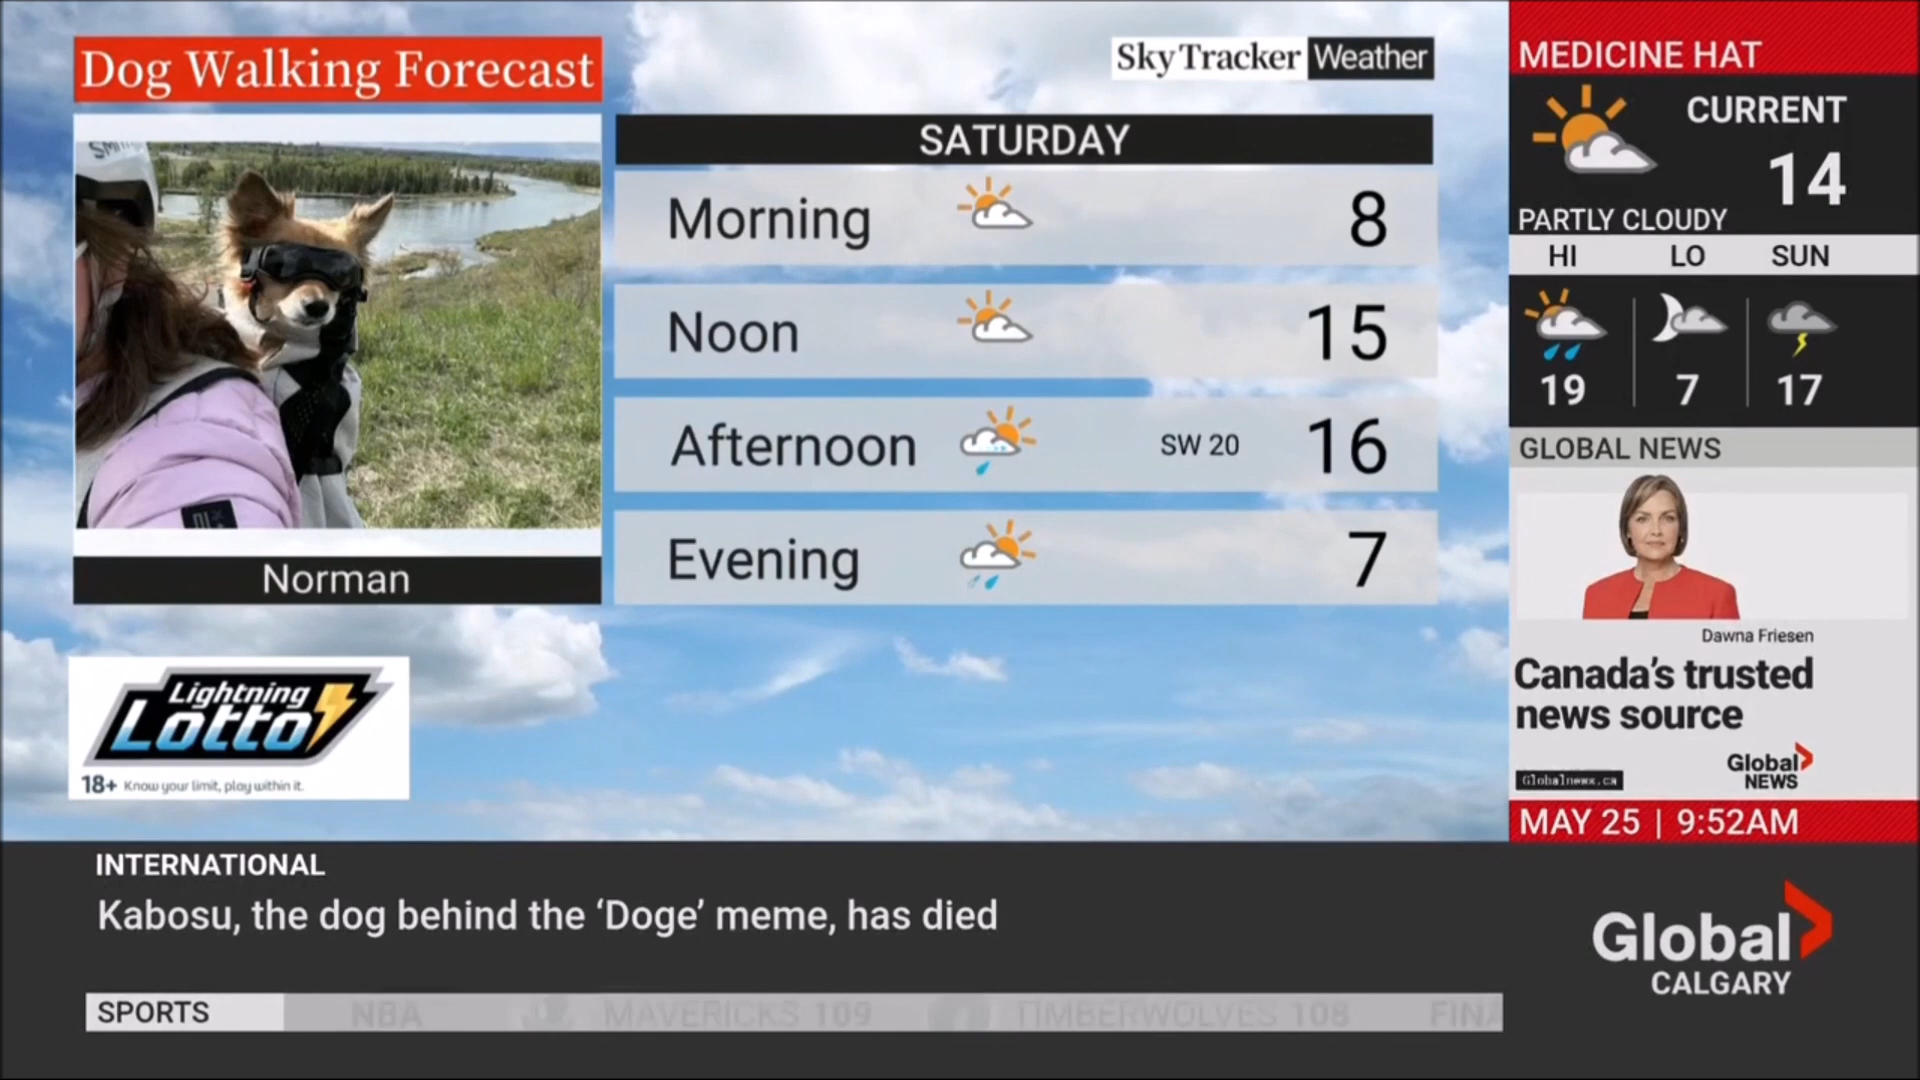 Dog Walking Forecast
SkyTracker Weather
SATURDAY
Morning 8
Noon 15
Afternoon SW 20 16
Evening 7
Norman
Lightning
Lotto
18+ Know your limit, play within it.
MEDICINE HAT
CURRENT
14
PARTLY CLOUDY
HI LO SUN
19 7 17
GLOBAL NEWS
Dawna Friesen
Canada’s trusted
news source
Global
NEWS
Globalnews.ca
MAY 25 | 9:52AM
INTERNATIONAL
Kabosu, the dog behind the ‘Doge’ meme, has died
Global
CALGARY
SPORTS NBA MAVERICKS 109 TIMBERWOLVES 108